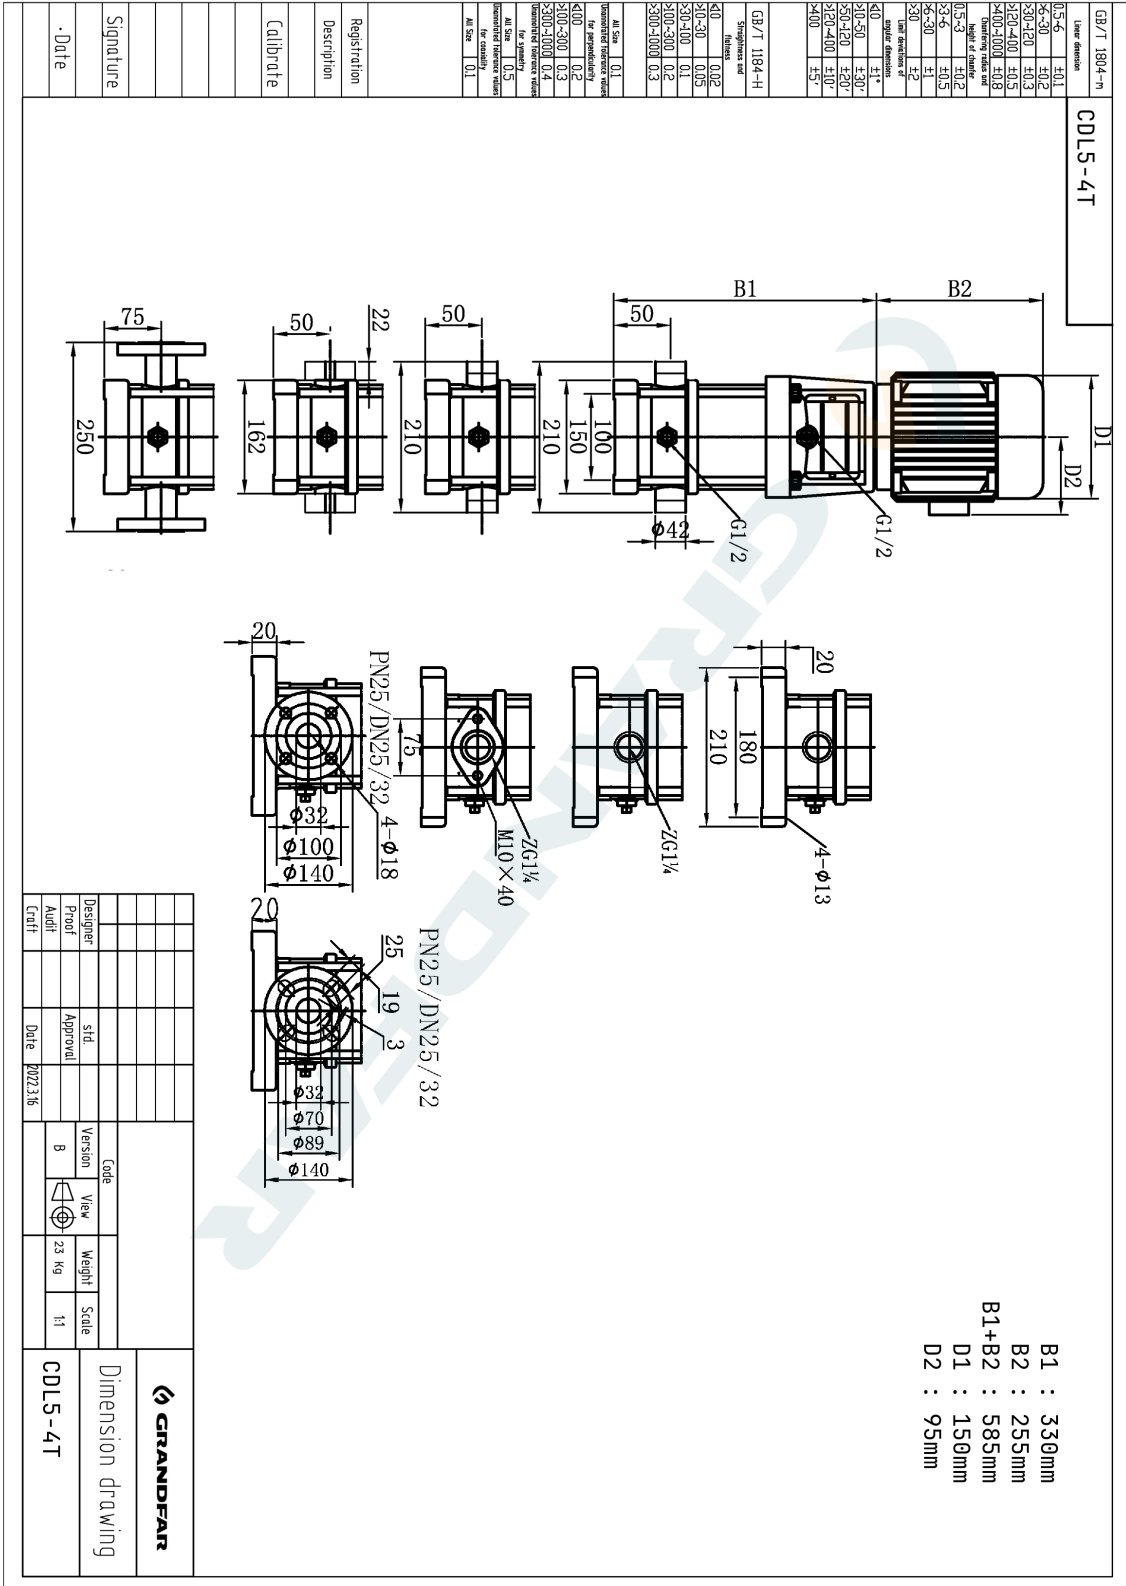 GB/T 1804-m
Linear dimension
0.5~6 ±0.1
>6~30 ±0.2
>30~120 ±0.3
>120~400 ±0.5
>400~1000 ±0.8
Chamfering radius and
height of chamfer
0.5~3 ±0.2
>3~6 ±0.5
>6~30 ±1
>30 ±2
Limit deviations of
angular dimensions
≤10 ±1°
>10~50 ±30'
>50~120 ±20'
>120~400 ±10'
>400 ±5'
GB/T 1184-H
Straightness and
flatness
≤10 0.02
>10~30 0.05
>30~100 0.1
>100~300 0.2
>300~1000 0.3
All Size 0.1
Unannotated tolerance values
for perpendicularity
≤100 0.2
>100~300 0.3
>300~1000 0.4
Unannotated tolerance values
for symmetry
All Size 0.5
Unannotated tolerance values
for coaxiality
All Size 0.1
Registration
Description
Calibrate
Signature
Date
CDL5-4T
B1
B2
D1
D2
50
100
150
210
G1/2
G1/2
ϕ42
50
210
22
50
162
75
250
20
180
210
4-ϕ13
ZG1¼
75
ZG1¼
M10×40
PN25/DN25/32
20
4-ϕ18
ϕ32
ϕ100
ϕ140
PN25/DN25/32
20
25
19
3
ϕ32
ϕ70
ϕ89
ϕ140
B1 : 330mm
B2 : 255mm
B1+B2 : 585mm
D1 : 150mm
D2 : 95mm
GRANDFAR
Designer
Proof
Audit
Craft
std.
Approval
Date 2022.3.16
Code
Version View Weight Scale
B 23 Kg 1:1
GRANDFAR
Dimension drawing
CDL5-4T